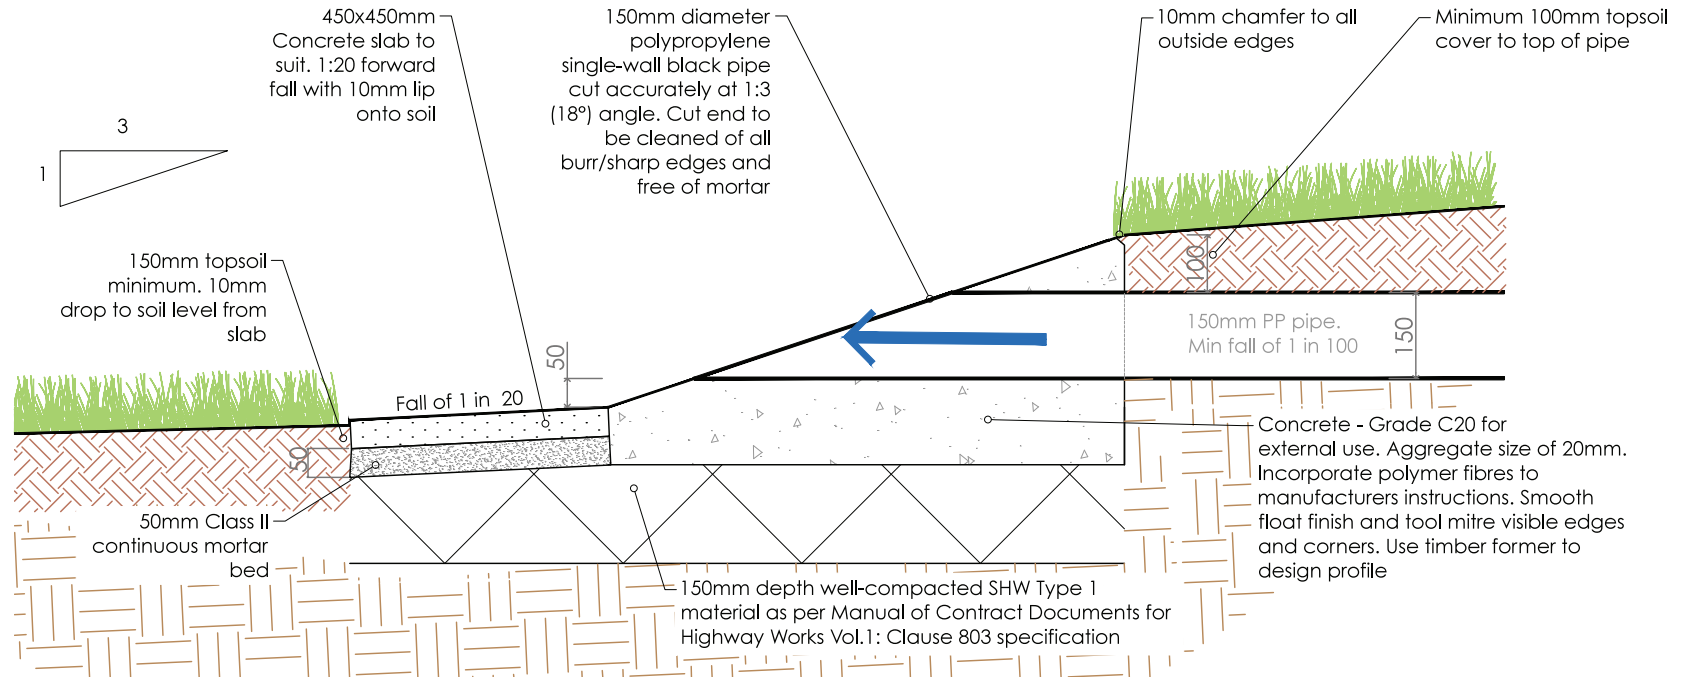 450x450mm
Concrete slab to
suit. 1:20 forward
fall with 10mm lip
onto soil
150mm diameter
polypropylene
single-wall black pipe
cut accurately at 1:3
(18°) angle. Cut end to
be cleaned of all
burr/sharp edges and
free of mortar
10mm chamfer to all
outside edges
Minimum 100mm topsoil
cover to top of pipe
3
1
150mm topsoil
minimum. 10mm
drop to soil level from
slab
100
150mm PP pipe.
Min fall of 1 in 100
150
50
Fall of 1 in 20
50
Concrete - Grade C20 for
external use. Aggregate size of 20mm.
Incorporate polymer fibres to
manufacturers instructions. Smooth
float finish and tool mitre visible edges
and corners. Use timber former to
design profile
50mm Class II
continuous mortar
bed
150mm depth well-compacted SHW Type 1
material as per Manual of Contract Documents for
Highway Works Vol.1: Clause 803 specification